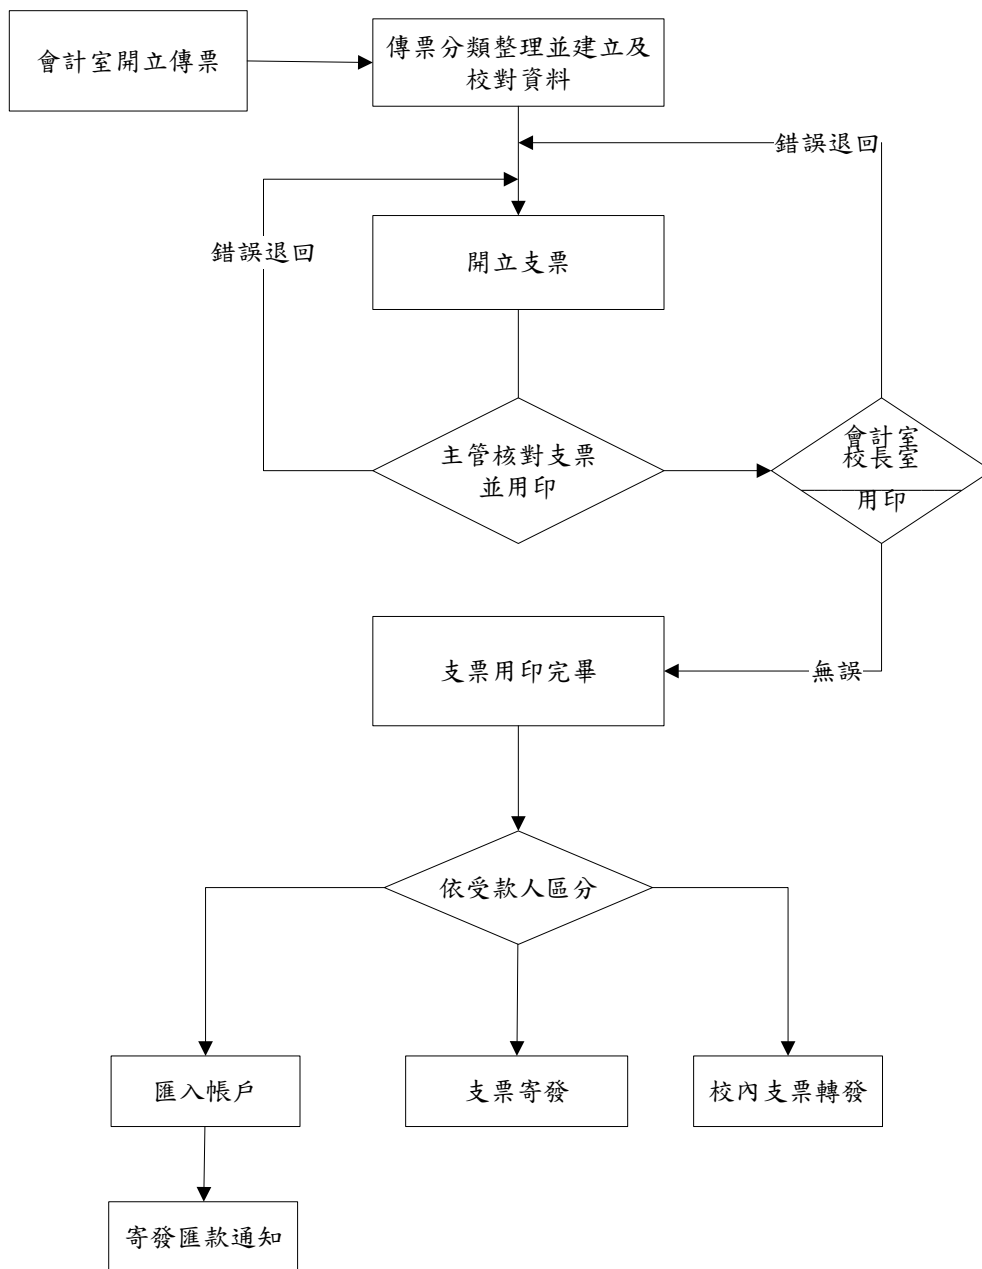 會計室開立傳票
傳票分類整理並建立及
校對資料
錯誤退回
錯誤退回
開立支票
主管核對支票
並用印
會計室
校長室
用印
支票用印完畢
無誤
依受款人區分
匯入帳戶
支票寄發
校內支票轉發
寄發匯款通知